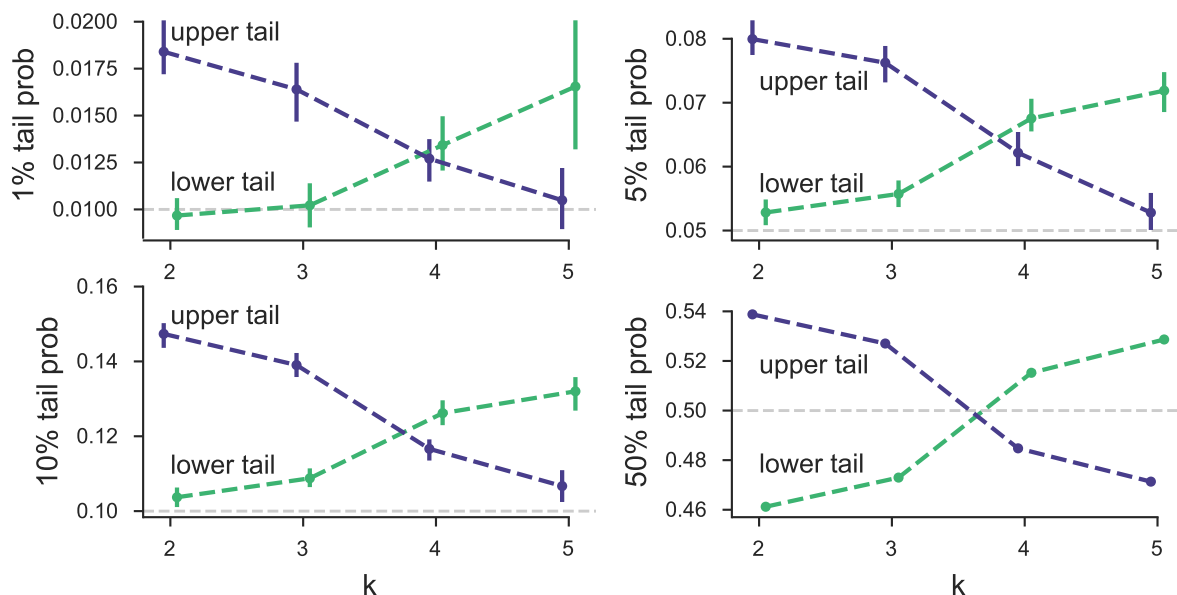 1% tail prob
0.0200
0.0175
0.0150
0.0125
0.0100
upper tail
lower tail
2 3 4 5
5% tail prob
0.08
0.07
0.06
0.05
upper tail
lower tail
2 3 4 5
10% tail prob
0.16
0.14
0.12
0.10
upper tail
lower tail
2 3 4 5
k
50% tail prob
0.54
0.52
0.50
0.48
0.46
upper tail
lower tail
2 3 4 5
k